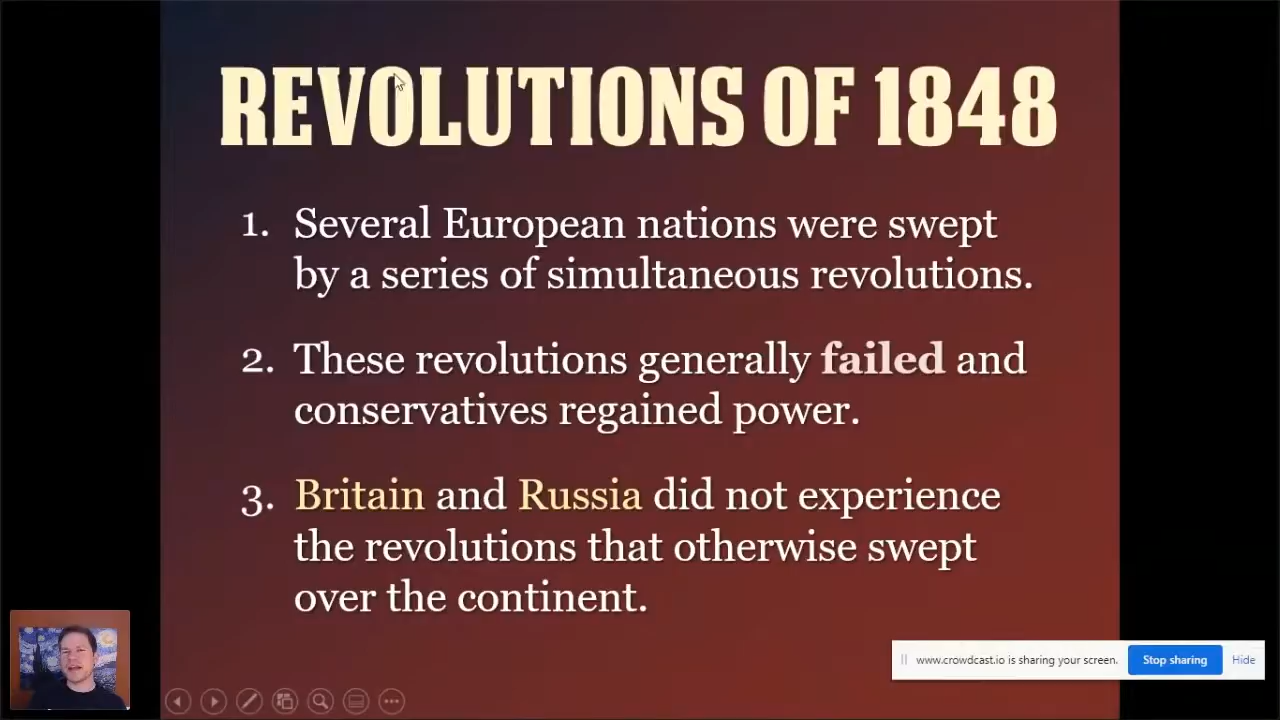 REVOLUTIONS OF 1848
1. Several European nations were swept
by a series of simultaneous revolutions.
2. These revolutions generally failed and
conservatives regained power.
3. Britain and Russia did not experience
the revolutions that otherwise swept
over the continent.
www.crowdcast.io is sharing your screen. Stop sharing Hide